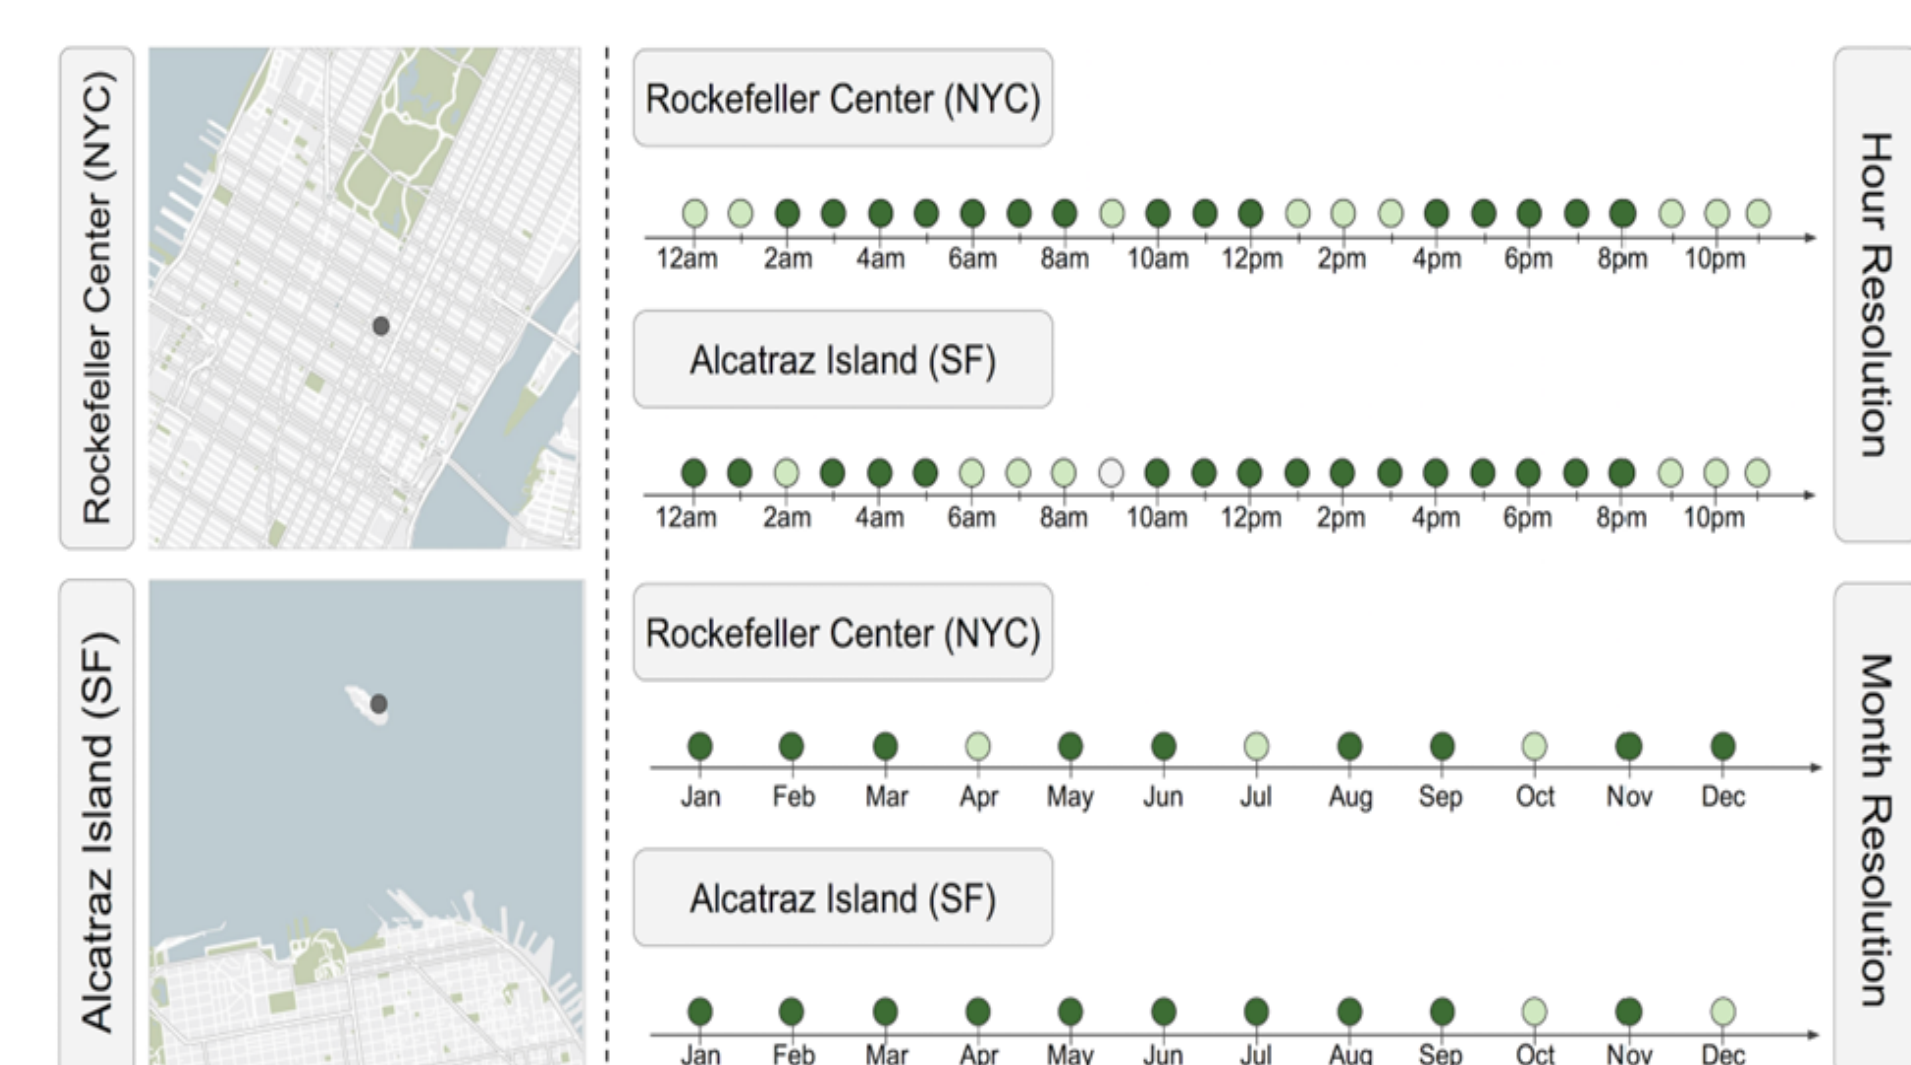 Rockefeller Center (NYC)
Alcatraz Island (SF)
Rockefeller Center (NYC)
12am 2am 4am 6am 8am 10am 12pm 2pm 4pm 6pm 8pm 10pm
Alcatraz Island (SF)
12am 2am 4am 6am 8am 10am 12pm 2pm 4pm 6pm 8pm 10pm
Hour Resolution
Rockefeller Center (NYC)
Jan Feb Mar Apr May Jun Jul Aug Sep Oct Nov Dec
Alcatraz Island (SF)
Jan Feb Mar Apr May Jun Jul Aug Sep Oct Nov Dec
Month Resolution